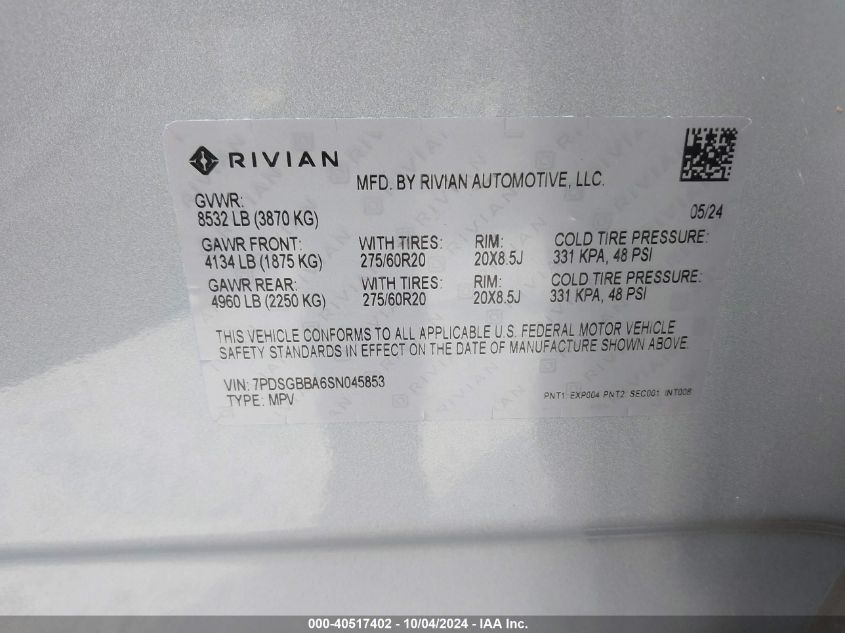 RIVIAN
MFD. BY RIVIAN AUTOMOTIVE, LLC.
GVWR:
8532 LB (3870 KG)
05/24
GAWR FRONT: WITH TIRES: RIM: COLD TIRE PRESSURE:
4134 LB (1875 KG) 275/60R20 20X8.5J 331 KPA, 48 PSI
GAWR REAR: WITH TIRES: RIM: COLD TIRE PRESSURE:
4960 LB (2250 KG) 275/60R20 20X8.5J 331 KPA, 48 PSI
THIS VEHICLE CONFORMS TO ALL APPLICABLE U.S. FEDERAL MOTOR VEHICLE
SAFETY STANDARDS IN EFFECT ON THE DATE OF MANUFACTURE SHOWN ABOVE.
VIN: 7PDSGBBA6SN045853
TYPE: MPV
PNT1: EXP004 PNT2: SEC001 INT008
000-40517402 - 10/04/2024 - IAA Inc.